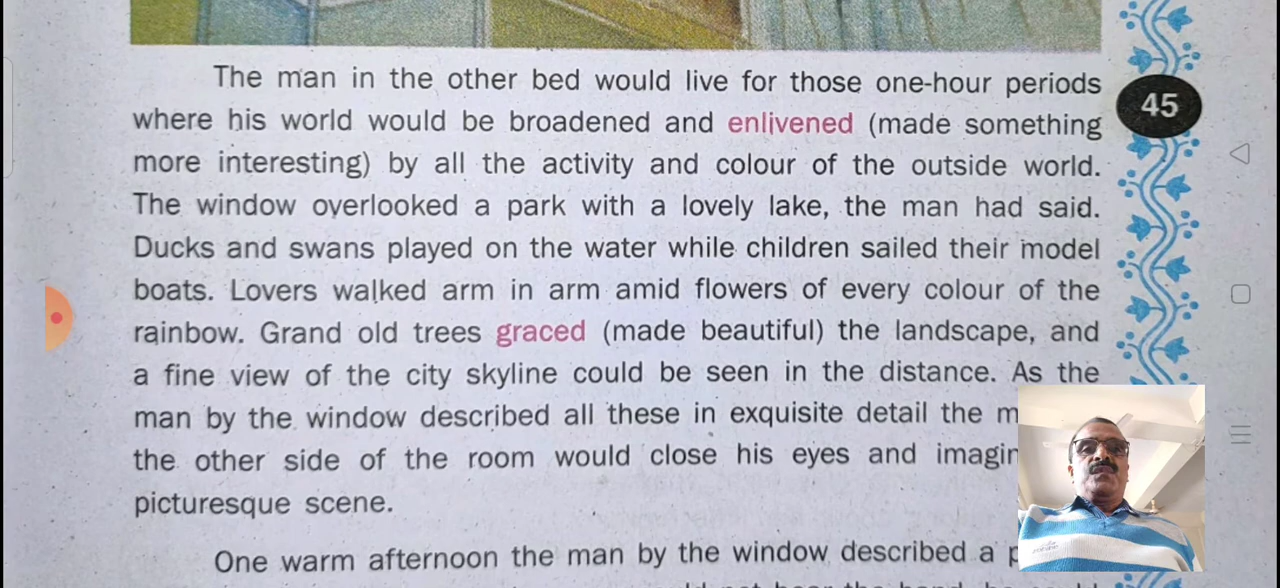 The man in the other bed would live for those one-hour periods
45
where his world would be broadened and enlivened (made something
more interesting) by all the activity and colour of the outside world.
The window overlooked a park with a lovely lake, the man had said.
Ducks and swans played on the water while children sailed their model
boats. Lovers walked arm in arm amid flowers of every colour of the
rainbow. Grand old trees graced (made beautiful) the landscape, and
a fine view of the city skyline could be seen in the distance. As the
man by the window described all these in exquisite detail the
the other side of the room would close his eyes and
picturesque scene.
One warm afternoon the man by the window described a